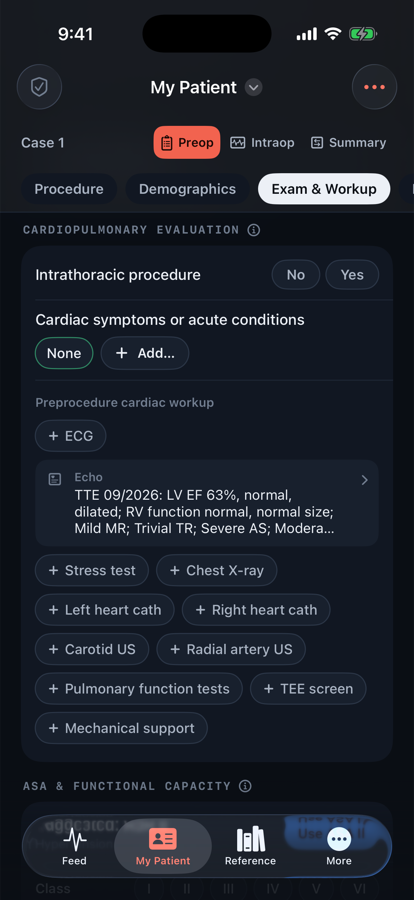 9:41
My Patient
Case 1
Preop
Intraop
Summary
Procedure
Demographics
Exam & Workup
CARDIOPULMONARY EVALUATION
Intrathoracic procedure
No
Yes
Cardiac symptoms or acute conditions
None
+ Add...
Preprocedure cardiac workup
+ ECG
Echo
TTE 09/2026: LV EF 63%, normal,
dilated; RV function normal, normal size;
Mild MR; Trivial TR; Severe AS; Modera...
+ Stress test
+ Chest X-ray
+ Left heart cath
+ Right heart cath
+ Carotid US
+ Radial artery US
+ Pulmonary function tests
+ TEE screen
+ Mechanical support
ASA & FUNCTIONAL CAPACITY
Feed
My Patient
Reference
More
Class
I
II
III
IV
V
VI